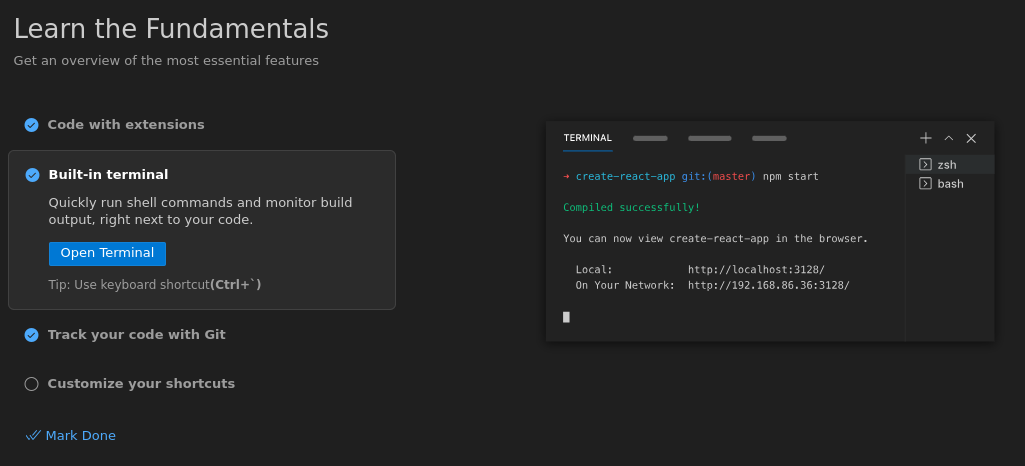 Learn the Fundamentals
Get an overview of the most essential features
Code with extensions
Built-in terminal
Quickly run shell commands and monitor build
output, right next to your code.
Open Terminal
Tip: Use keyboard shortcut(Ctrl+`)
Track your code with Git
Customize your shortcuts
Mark Done
TERMINAL
→ create-react-app git:(master) npm start
Compiled successfully!
You can now view create-react-app in the browser.
Local: http://localhost:3128/
On Your Network: http://192.168.86.36:3128/
zsh
bash